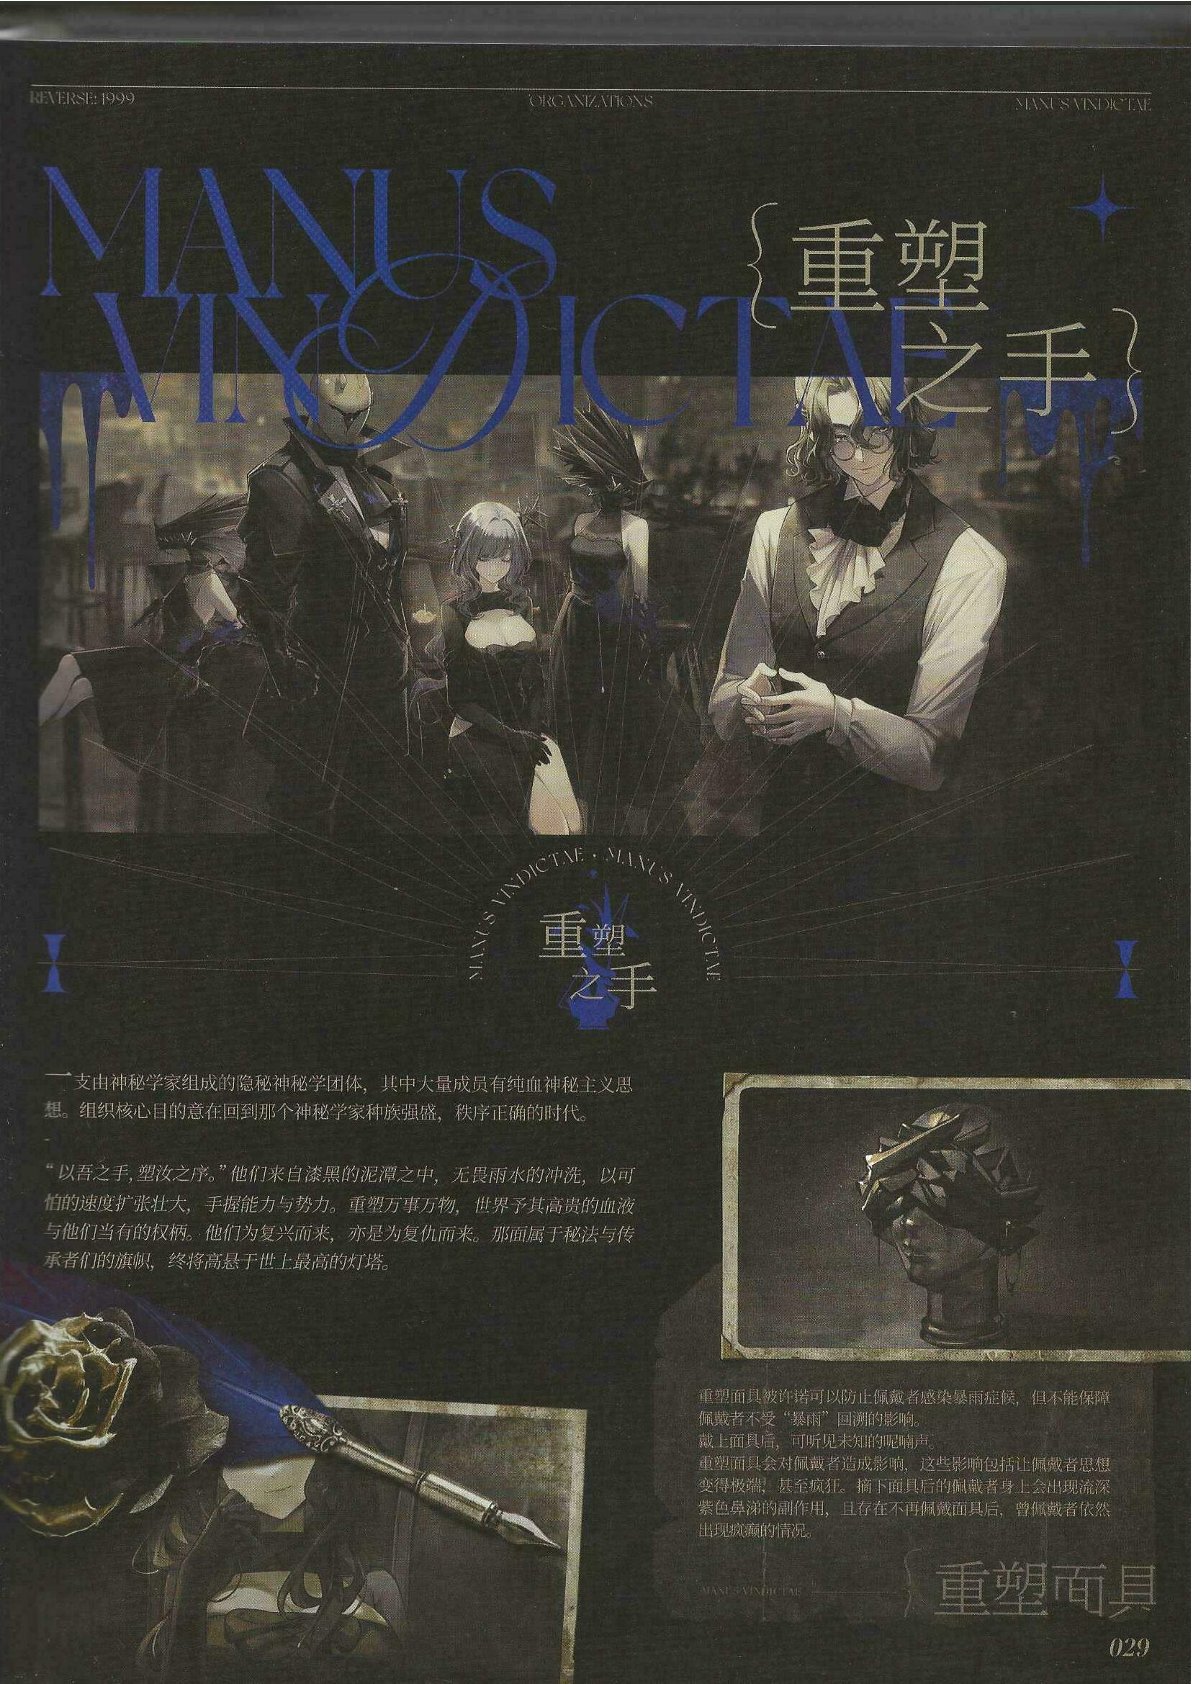 REVERSE: 1999
ORGANIZATIONS
MANUS VINDICTAE
MANUS
VINDICTAE
重塑
之手
MANUS VINDICTAE · MANUS VINDICTAE
重塑
之手
一支由神秘学家组成的隐秘神秘学团体，其中大量成员有纯血神秘主义思
想。组织核心目的意在回到那个神秘学家种族强盛，秩序正确的时代。
“以吾之手,塑汝之序。”他们来自漆黑的泥潭之中，无畏雨水的冲洗，以可
怕的速度扩张壮大，手握能力与势力。重塑万事万物，世界予其高贵的血液
与他们当有的权柄。他们为复兴而来，亦是为复仇而来。那面属于秘法与传
承者们的旗帜，终将高悬于世上最高的灯塔。
重塑面具被许诺可以防止佩戴者感染暴雨症候，但不能保障
佩戴者不受“暴雨”回溯的影响。
戴上面具后，可听见未知的呢喃声。
重塑面具会对佩戴者造成影响，这些影响包括让佩戴者思想
变得极端，甚至疯狂。摘下面具后的佩戴者身上会出现流深
紫色鼻涕的副作用，且存在不再佩戴面具后，曾佩戴者依然
出现疯癫的情况。
MANUS VINDICTAE
重塑面具
029